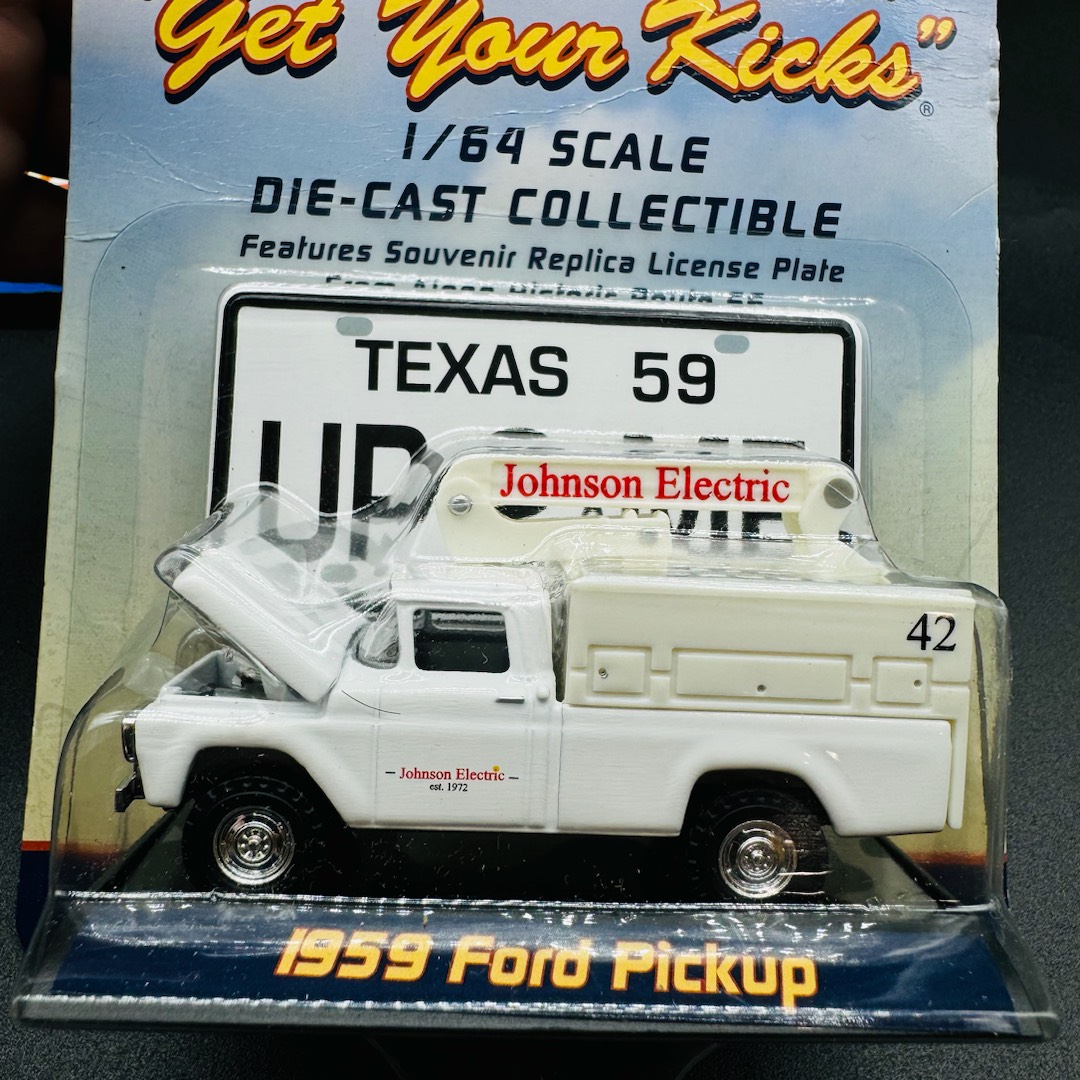 "Get Your Kicks"®
1/64 SCALE
DIE-CAST COLLECTIBLE
Features Souvenir Replica License Plate
TEXAS 59
Johnson Electric
42
Johnson Electric
est. 1972
1959 Ford Pickup